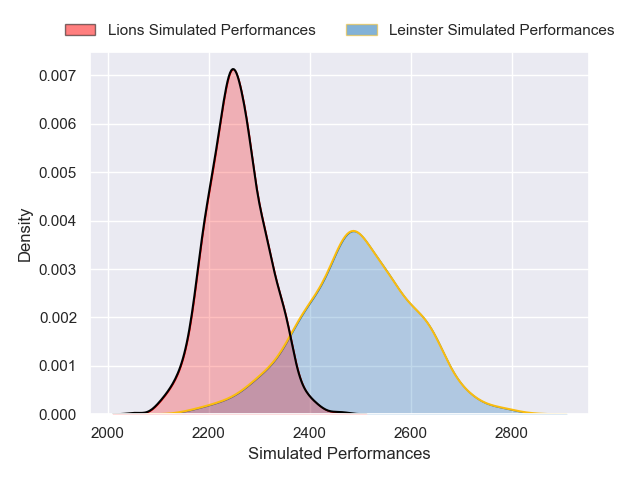 Lions Simulated Performances Leinster Simulated Performances
0.007
0.006
0.005
0.004
0.003
0.002
0.001
0.000
Density
2000 2200 2400 2600 2800
Simulated Performances